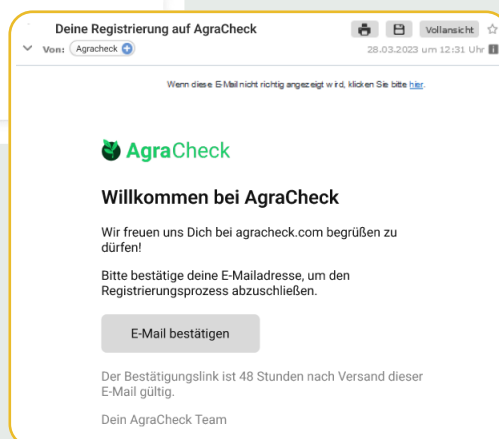 Deine Registrierung auf AgraCheck
Vollansicht
Von: Agracheck
28.03.2023 um 12:31 Uhr
Wenn diese E-Mail nicht richtig angezeigt wird, klicken Sie bitte hier.
AgraCheck
Willkommen bei AgraCheck
Wir freuen uns Dich bei agracheck.com begrüßen zu
dürfen!
Bitte bestätige deine E-Mailadresse, um den
Registrierungsprozess abzuschließen.
E-Mail bestätigen
Der Bestätigungslink ist 48 Stunden nach Versand dieser
E-Mail gültig.
Dein AgraCheck Team